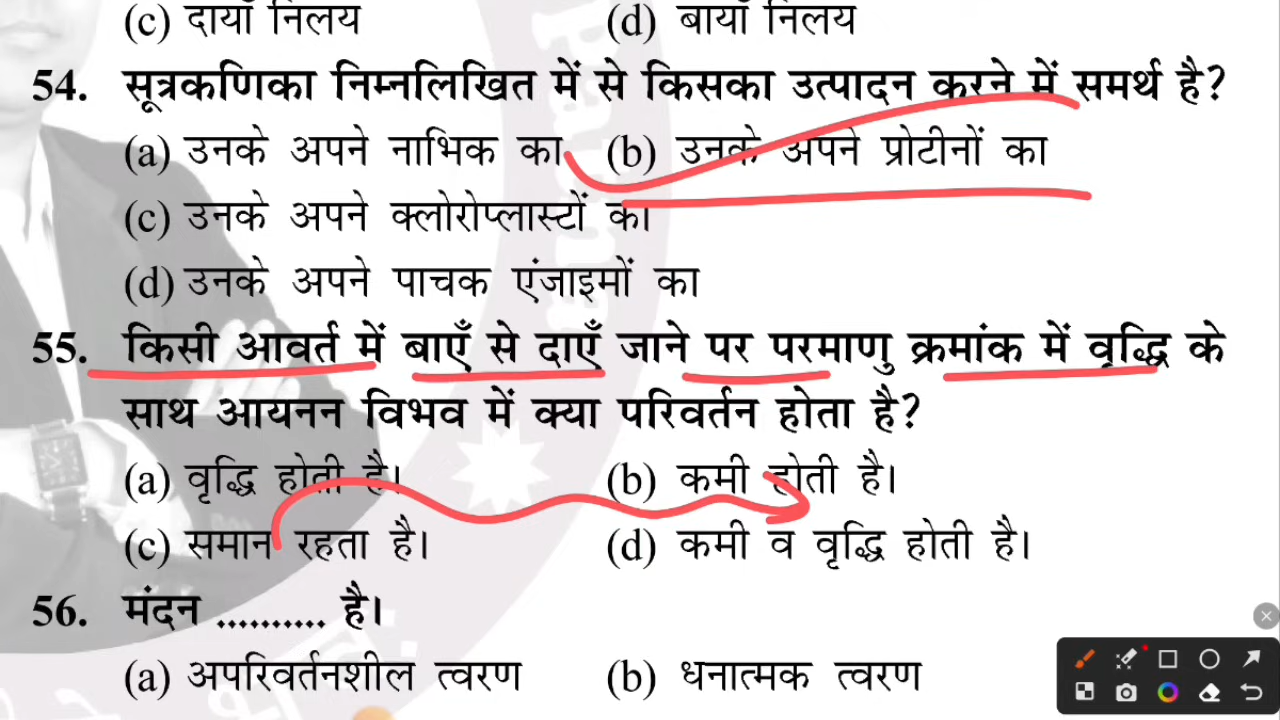 (c) दायाँ निलय (d) बायाँ निलय
54. सूत्रकणिका निम्नलिखित में से किसका उत्पादन करने में समर्थ है?
(a) उनके अपने नाभिक का (b) उनके अपने प्रोटीनों का
(c) उनके अपने क्लोरोप्लास्टों का
(d) उनके अपने पाचक एंजाइमों का
55. किसी आवर्त में बाएँ से दाएँ जाने पर परमाणु क्रमांक में वृद्धि के
साथ आयनन विभव में क्या परिवर्तन होता है?
(a) वृद्धि होती है। (b) कमी होती है।
(c) समान रहता है। (d) कमी व वृद्धि होती है।
56. मंदन .......... है।
(a) अपरिवर्तनशील त्वरण (b) धनात्मक त्वरण